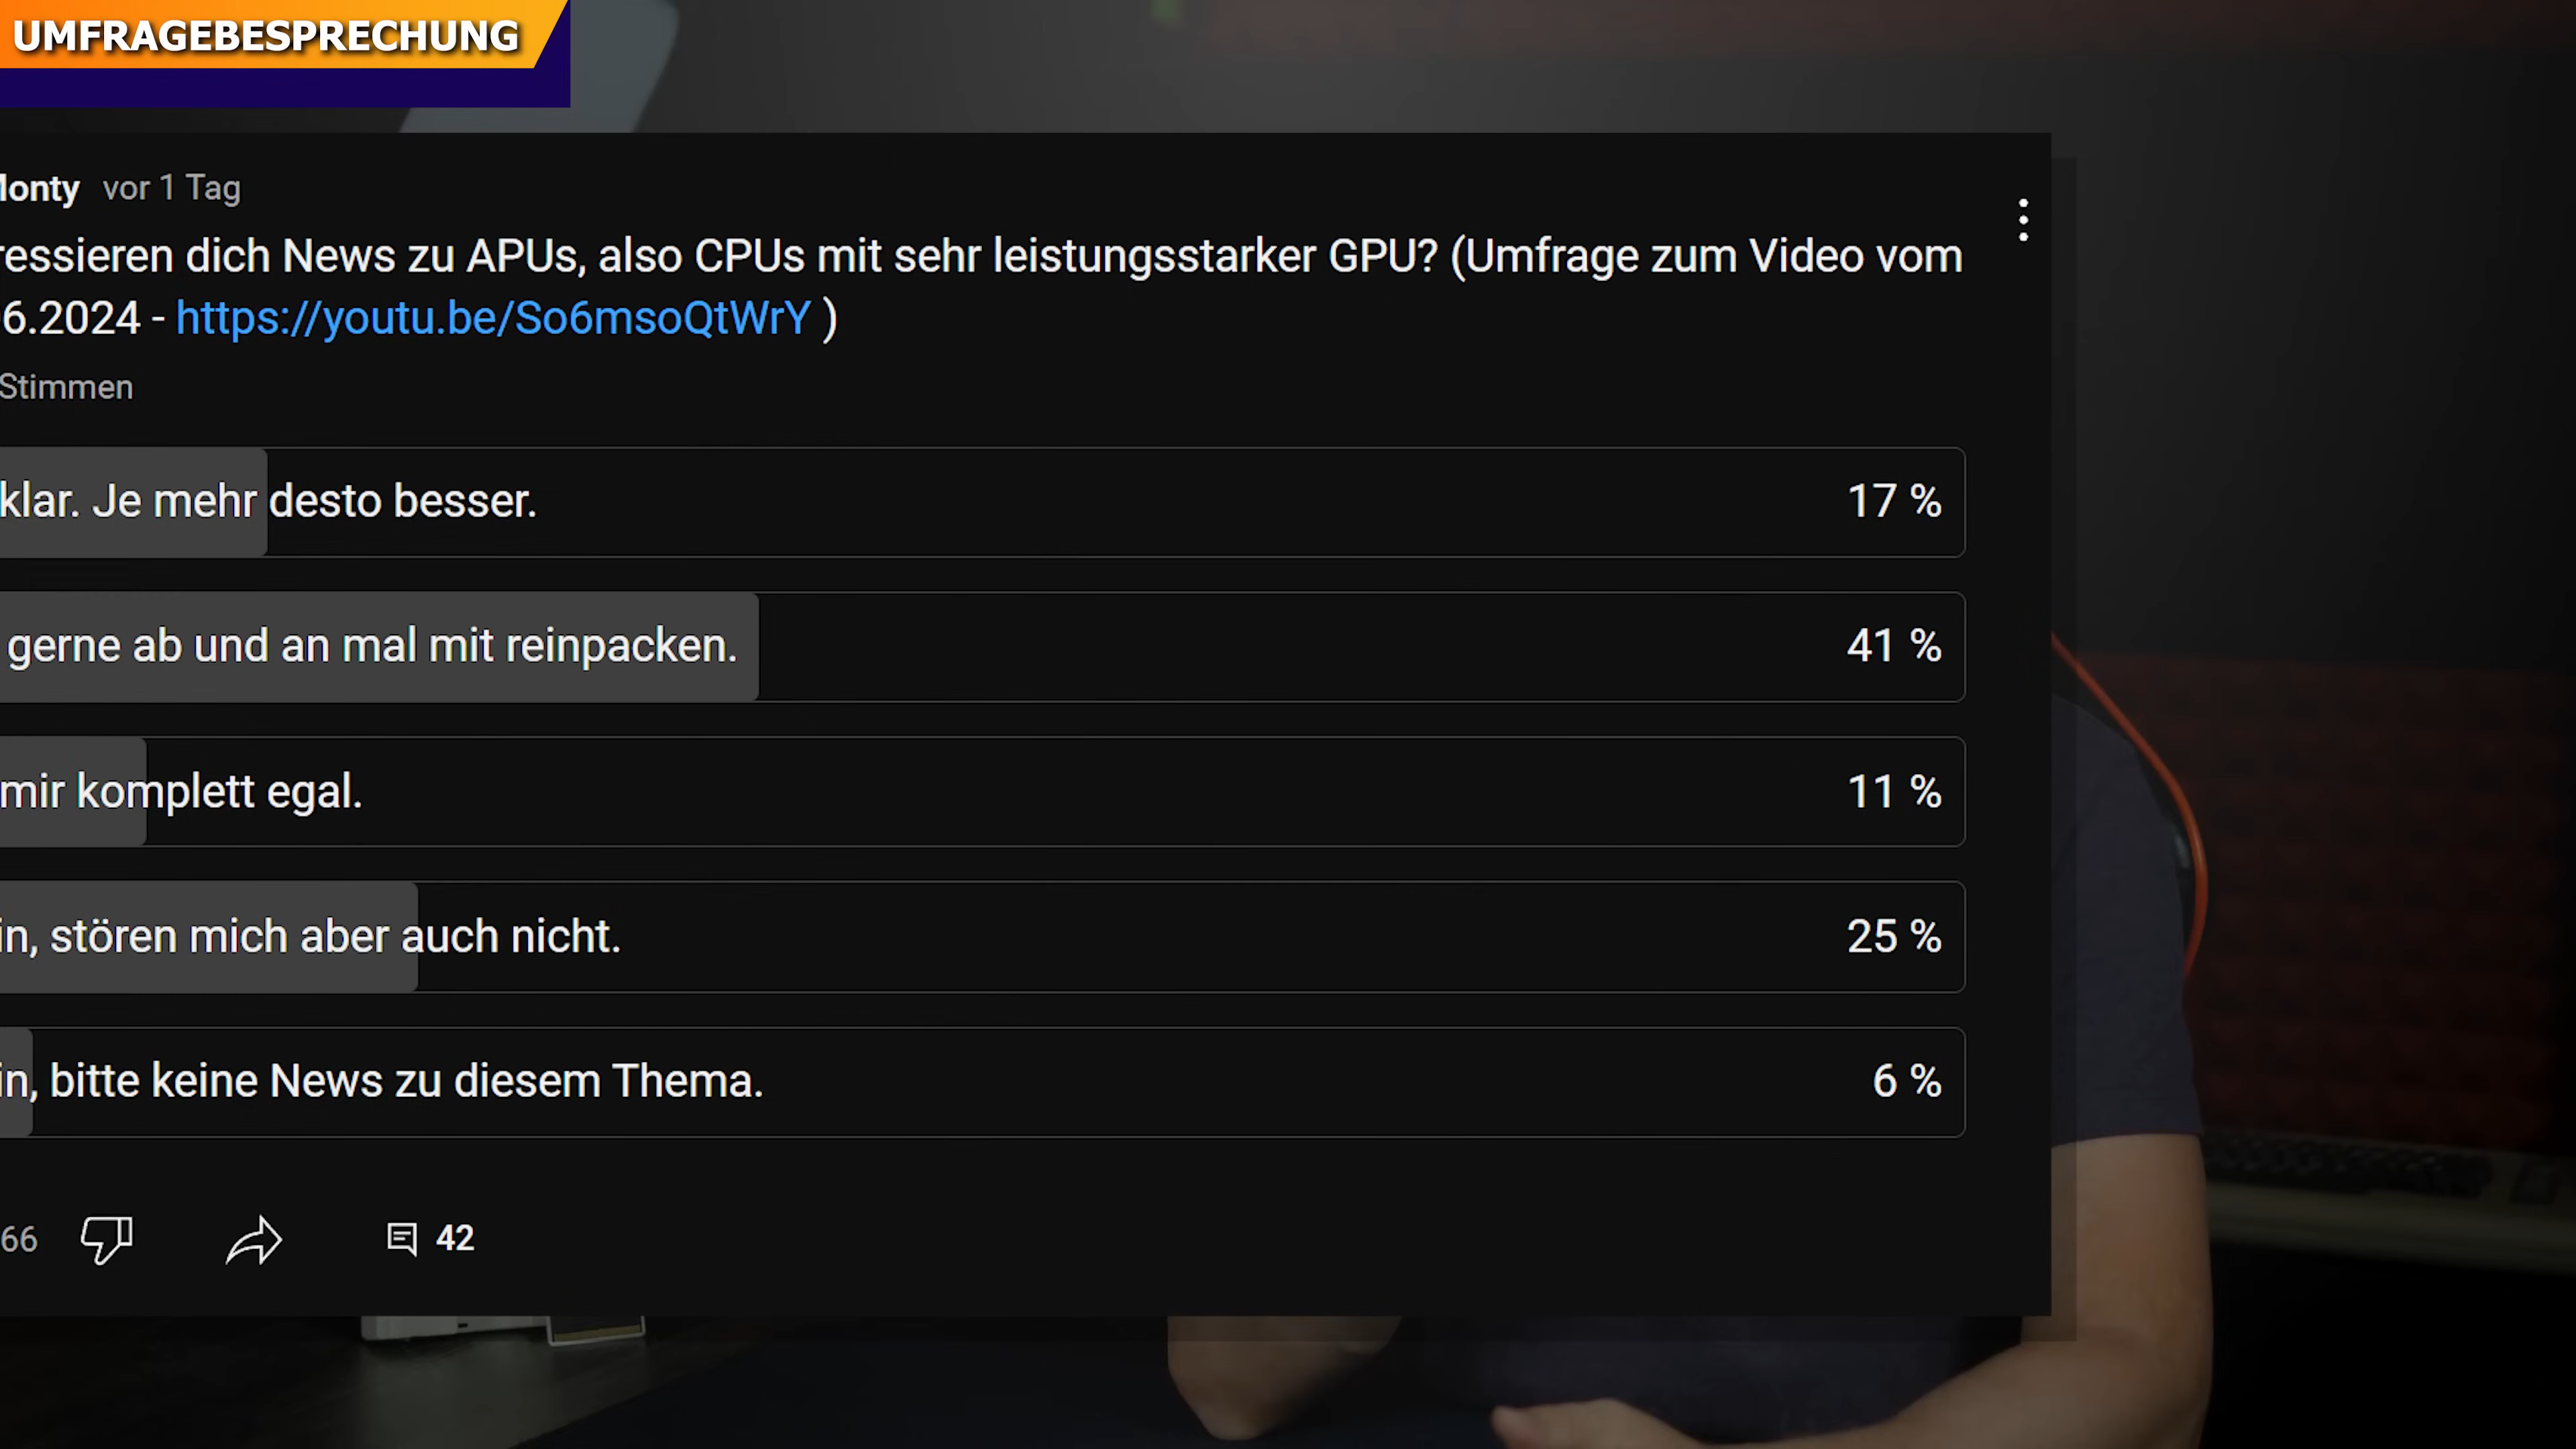 UMFRAGEBESPRECHUNG
Monty vor 1 Tag
ressieren dich News zu APUs, also CPUs mit sehr leistungsstarker GPU? (Umfrage zum Video vom
6.2024 - https://youtu.be/So6msoQtWrY )
Stimmen
klar. Je mehr desto besser. 17 %
gerne ab und an mal mit reinpacken. 41 %
mir komplett egal. 11 %
in, stören mich aber auch nicht. 25 %
in, bitte keine News zu diesem Thema. 6 %
66 42